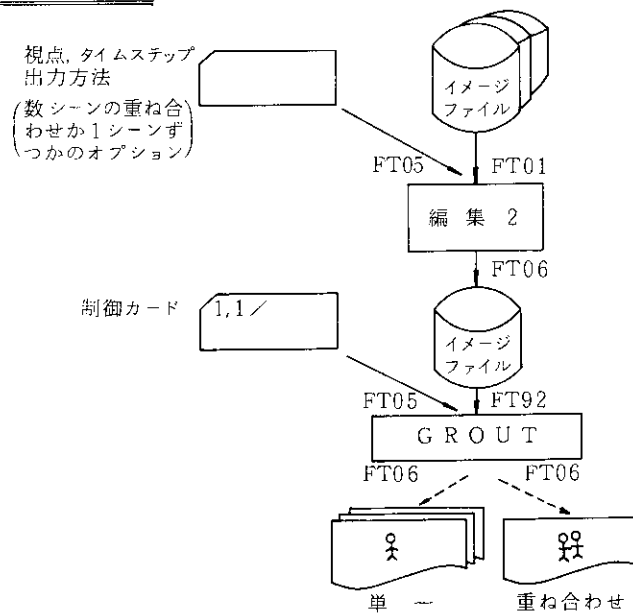 視点, タイムステップ
出力方法
(数シーンの重ね合
わせか1シーンず
つかのオプション)
イメージ
ファイル
FT05
FT01
編集2
FT06
制御カード
1,1/
イメージ
ファイル
FT05
FT92
GROUT
FT06
FT06
単一
重ね合わせ